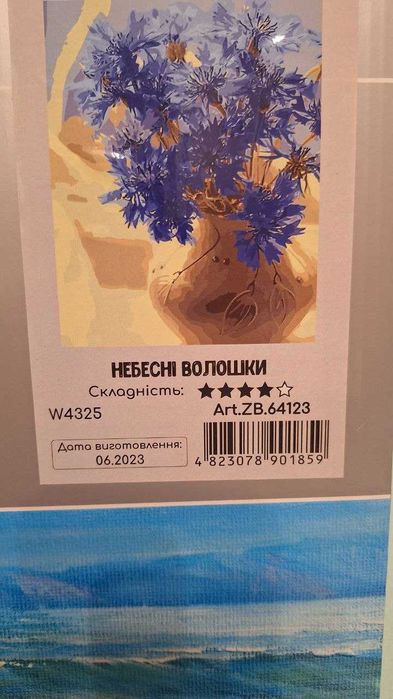 НЕБЕСНІ ВОЛОШКИ
Складність: ★★★★☆
W4325 Art.ZB.64123
Дата виготовлення:
06.2023
4 823078 901859